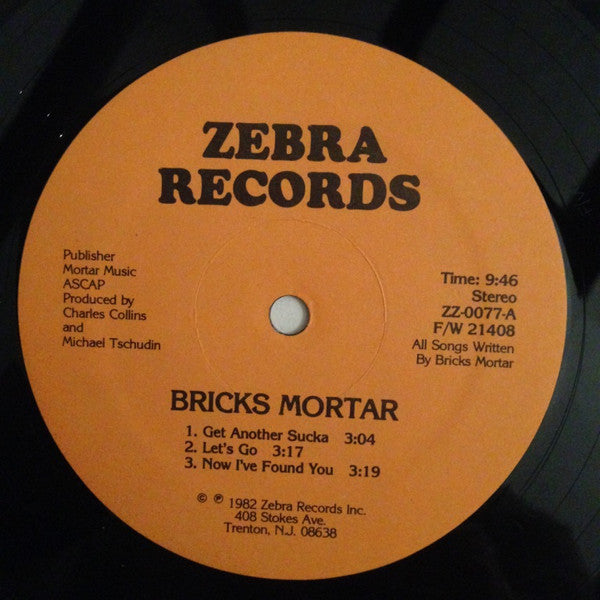 ZEBRA
RECORDS
Publisher
Mortar Music
ASCAP
Produced by
Charles Collins
and
Michael Tschudin
Time: 9:46
Stereo
ZZ-0077-A
F/W 21408
All Songs Written
By Bricks Mortar
BRICKS MORTAR
1. Get Another Sucka 3:04
2. Let's Go 3:17
3. Now I've Found You 3:19
© ℗ 1982 Zebra Records Inc.
408 Stokes Ave.
Trenton, N.J. 08638